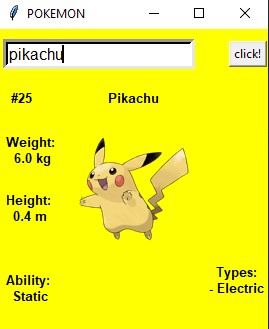 POKEMON
pikachu
click!
#25 Pikachu
Weight:
6.0 kg
Height:
0.4 m
Ability:
Static
Types:
- Electric